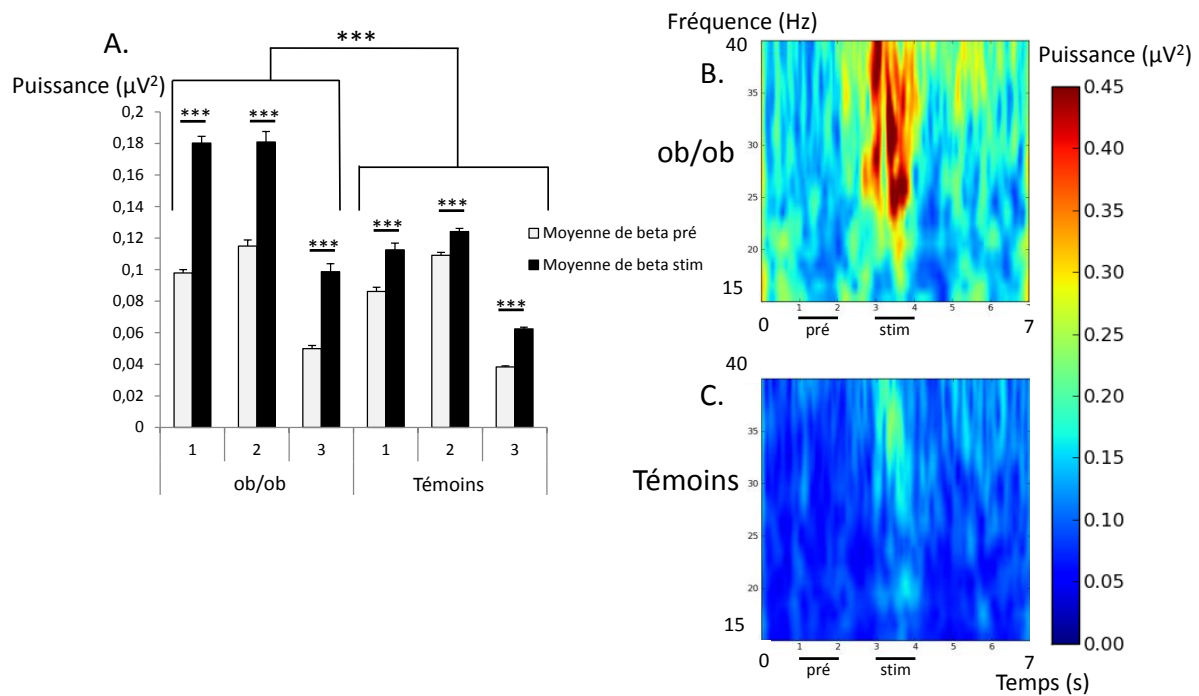 A.
***
Puissance (µV²)
0,2
0,18
0,16
0,14
0,12
0,1
0,08
0,06
0,04
0,02
0
***
***
***
***
***
***
Moyenne de beta pré
Moyenne de beta stim
1 2 3 1 2 3
ob/ob Témoins
Fréquence (Hz)
B.
ob/ob
40
35
30
25
20
15
0 1 2 3 4 5 6 7
pré stim
C.
Témoins
40
35
30
25
20
15
0 1 2 3 4 5 6 7
pré stim
Temps (s)
Puissance (µV²)
0.45
0.40
0.35
0.30
0.25
0.20
0.15
0.10
0.05
0.00